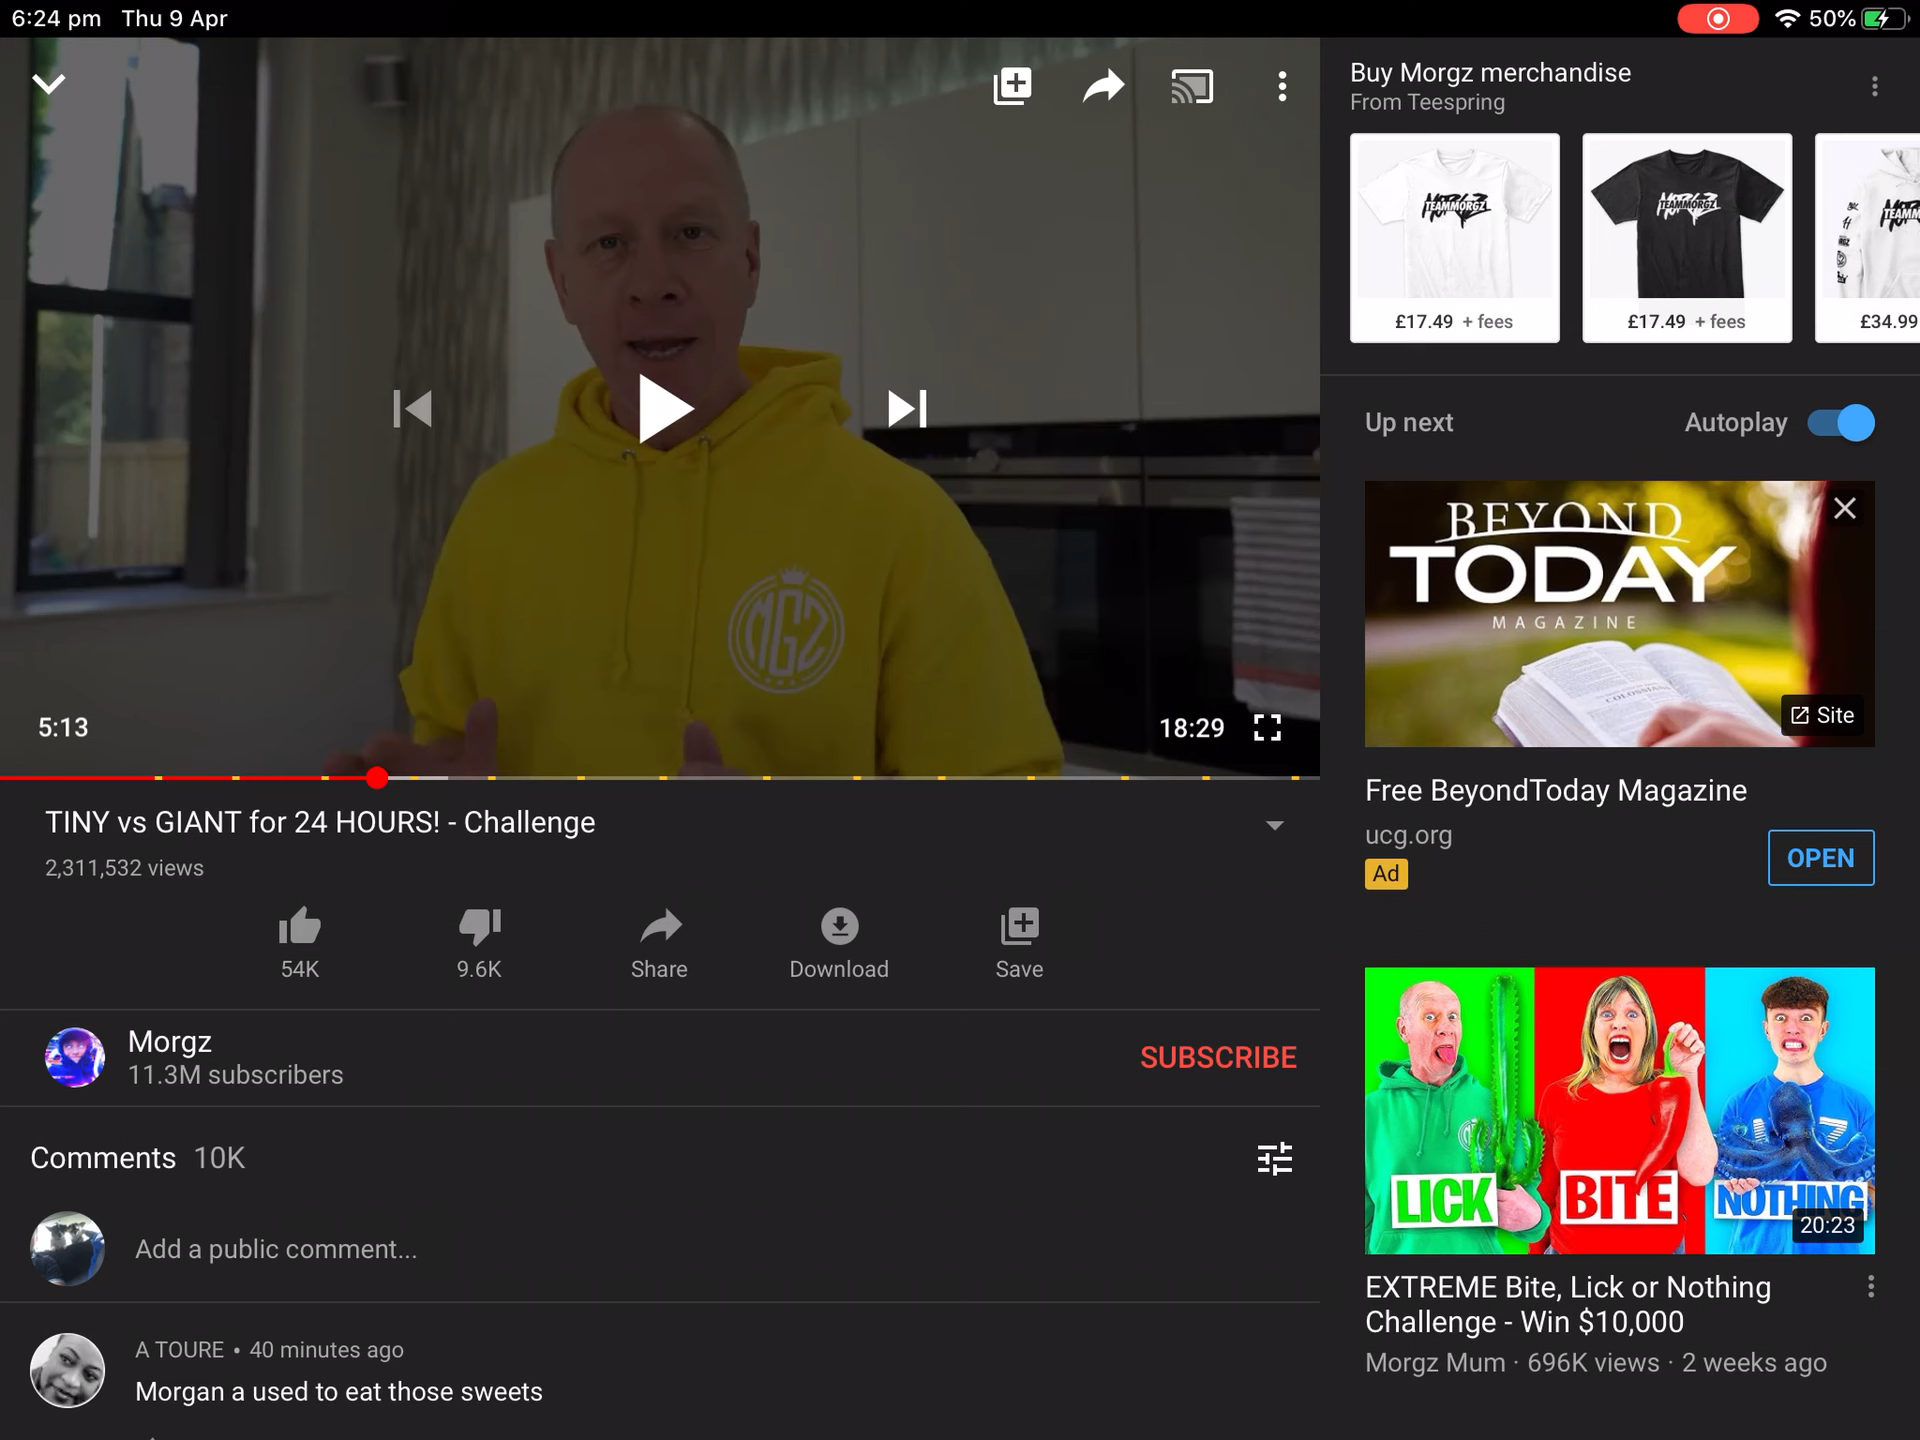 6:24 pm Thu 9 Apr
50%
Buy Morgz merchandise
From Teespring
TEAMMORGZ
TEAMMORGZ
£17.49 + fees
£17.49 + fees
£34.99
MGZ
5:13
18:29
Up next
Autoplay
BEYOND
TODAY
MAGAZINE
Site
Free BeyondToday Magazine
ucg.org
Ad
OPEN
TINY vs GIANT for 24 HOURS! - Challenge
2,311,532 views
54K
9.6K
Share
Download
Save
Morgz
11.3M subscribers
SUBSCRIBE
Comments 10K
Add a public comment...
A TOURE • 40 minutes ago
Morgan a used to eat those sweets
LICK
BITE
NOTHING
20:23
EXTREME Bite, Lick or Nothing
Challenge - Win $10,000
Morgz Mum · 696K views · 2 weeks ago